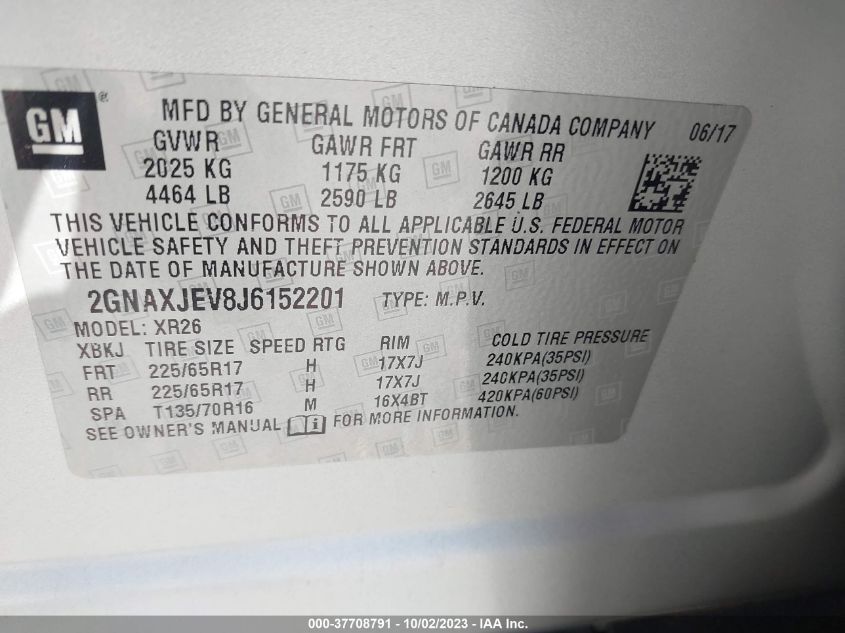 GM ®
MFD BY GENERAL MOTORS OF CANADA COMPANY 06/17
GVWR GAWR FRT GAWR RR
2025 KG 1175 KG 1200 KG
4464 LB 2590 LB 2645 LB
THIS VEHICLE CONFORMS TO ALL APPLICABLE U.S. FEDERAL MOTOR
VEHICLE SAFETY AND THEFT PREVENTION STANDARDS IN EFFECT ON
THE DATE OF MANUFACTURE SHOWN ABOVE.
2GNAXJEV8J6152201 TYPE: M.P.V.
MODEL: XR26
XBKJ TIRE SIZE SPEED RTG RIM COLD TIRE PRESSURE
FRT 225/65R17 H 17X7J 240KPA(35PSI)
RR 225/65R17 H 17X7J 240KPA(35PSI)
SPA T135/70R16 M 16X4BT 420KPA(60PSI)
SEE OWNER'S MANUAL FOR MORE INFORMATION.
000-37708791 - 10/02/2023 - IAA Inc.